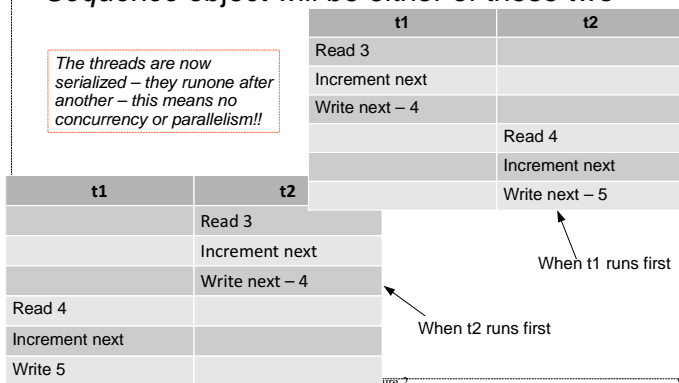 Sequence object will be either of these two
t1 t2
The threads are now
serialized – they runone after
another – this means no
concurrency or parallelism!!
Read 3
Increment next
Write next – 4
Read 4
Increment next
Write next – 5
When t1 runs first
t1 t2
Read 3
Increment next
Write next – 4
Read 4
Increment next
Write 5
When t2 runs first